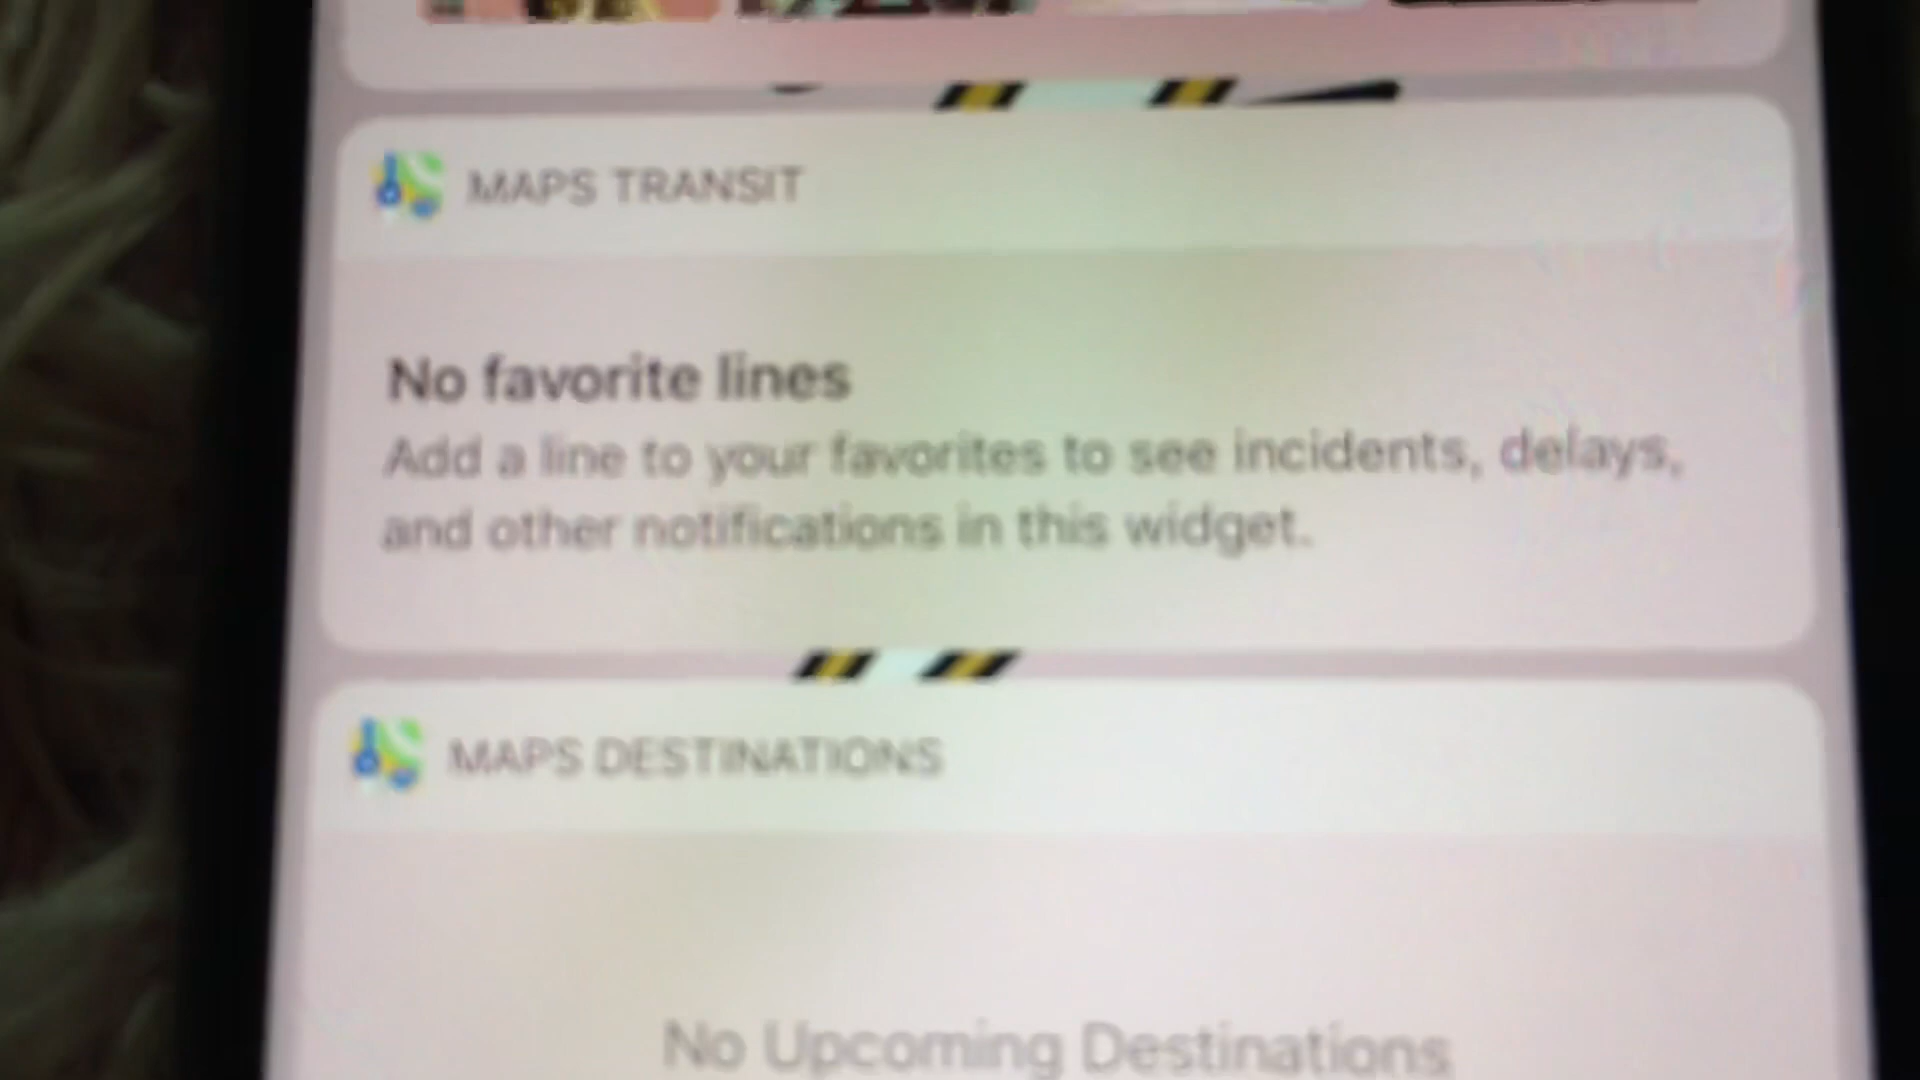 MAPS TRANSIT
No favorite lines
Add a line to your favorites to see incidents, delays,
and other notifications in this widget.
MAPS DESTINATIONS
No Upcoming Destinations